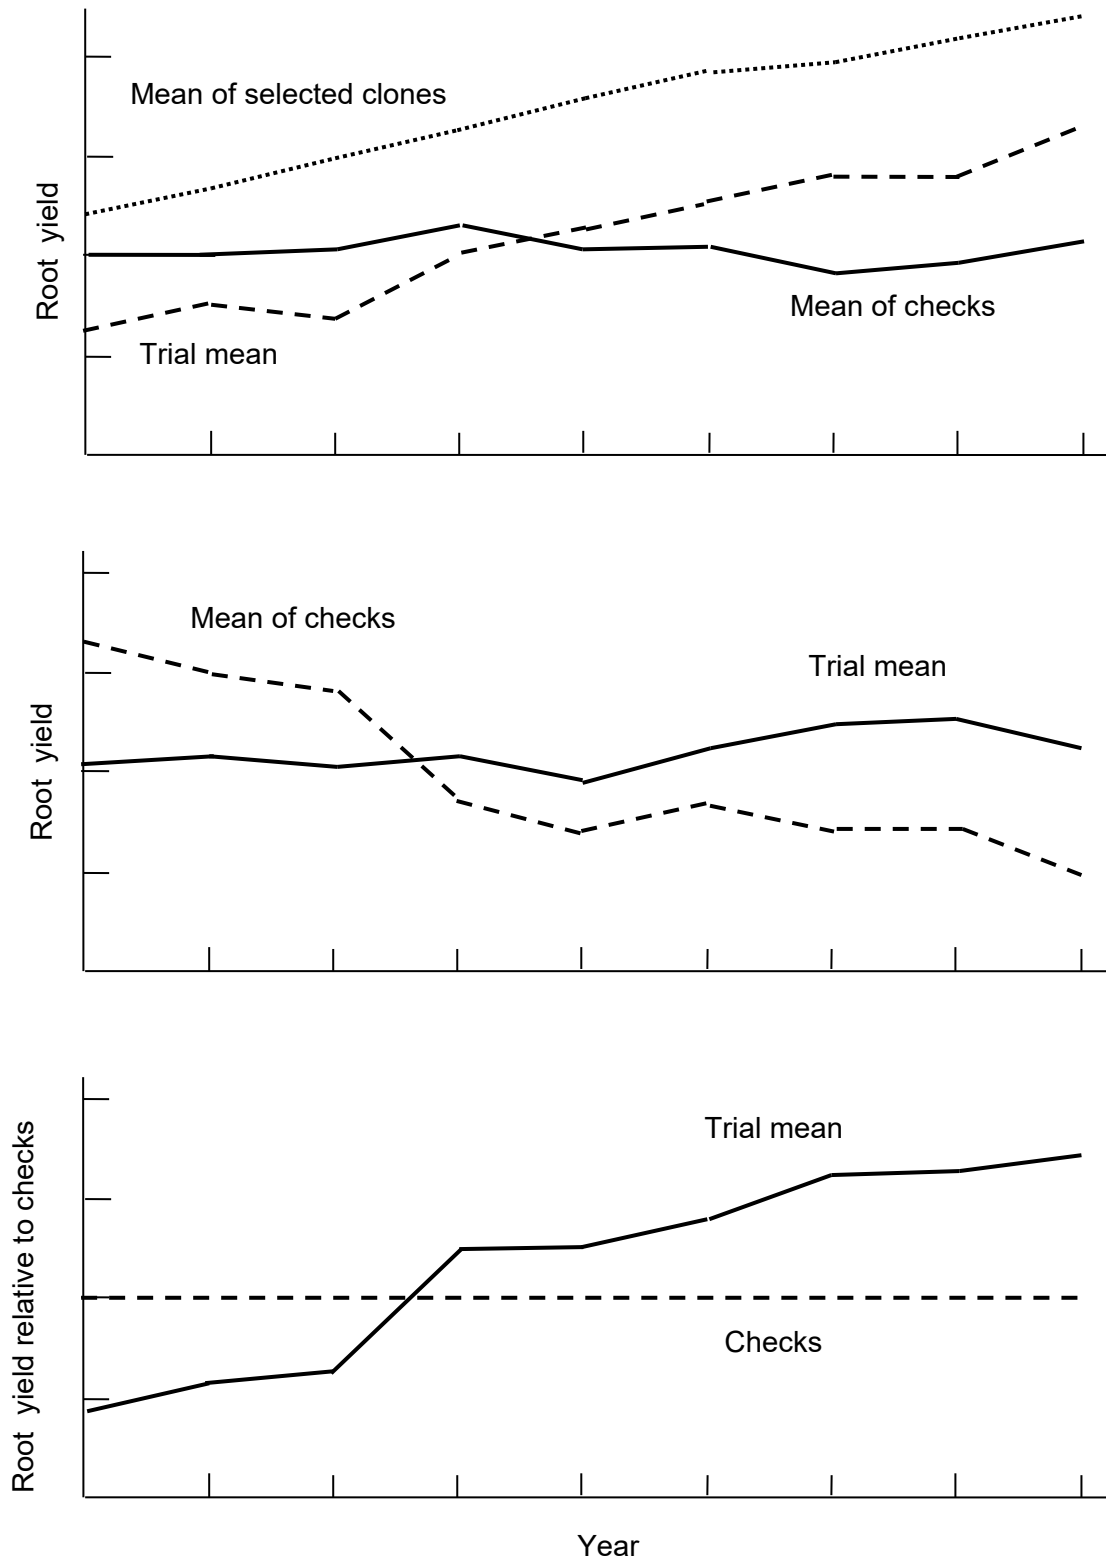 Mean of selected clones
Root yield
Mean of checks
Trial mean
Mean of checks
Trial mean
Root yield
Trial mean
Root yield relative to checks
Checks
Year